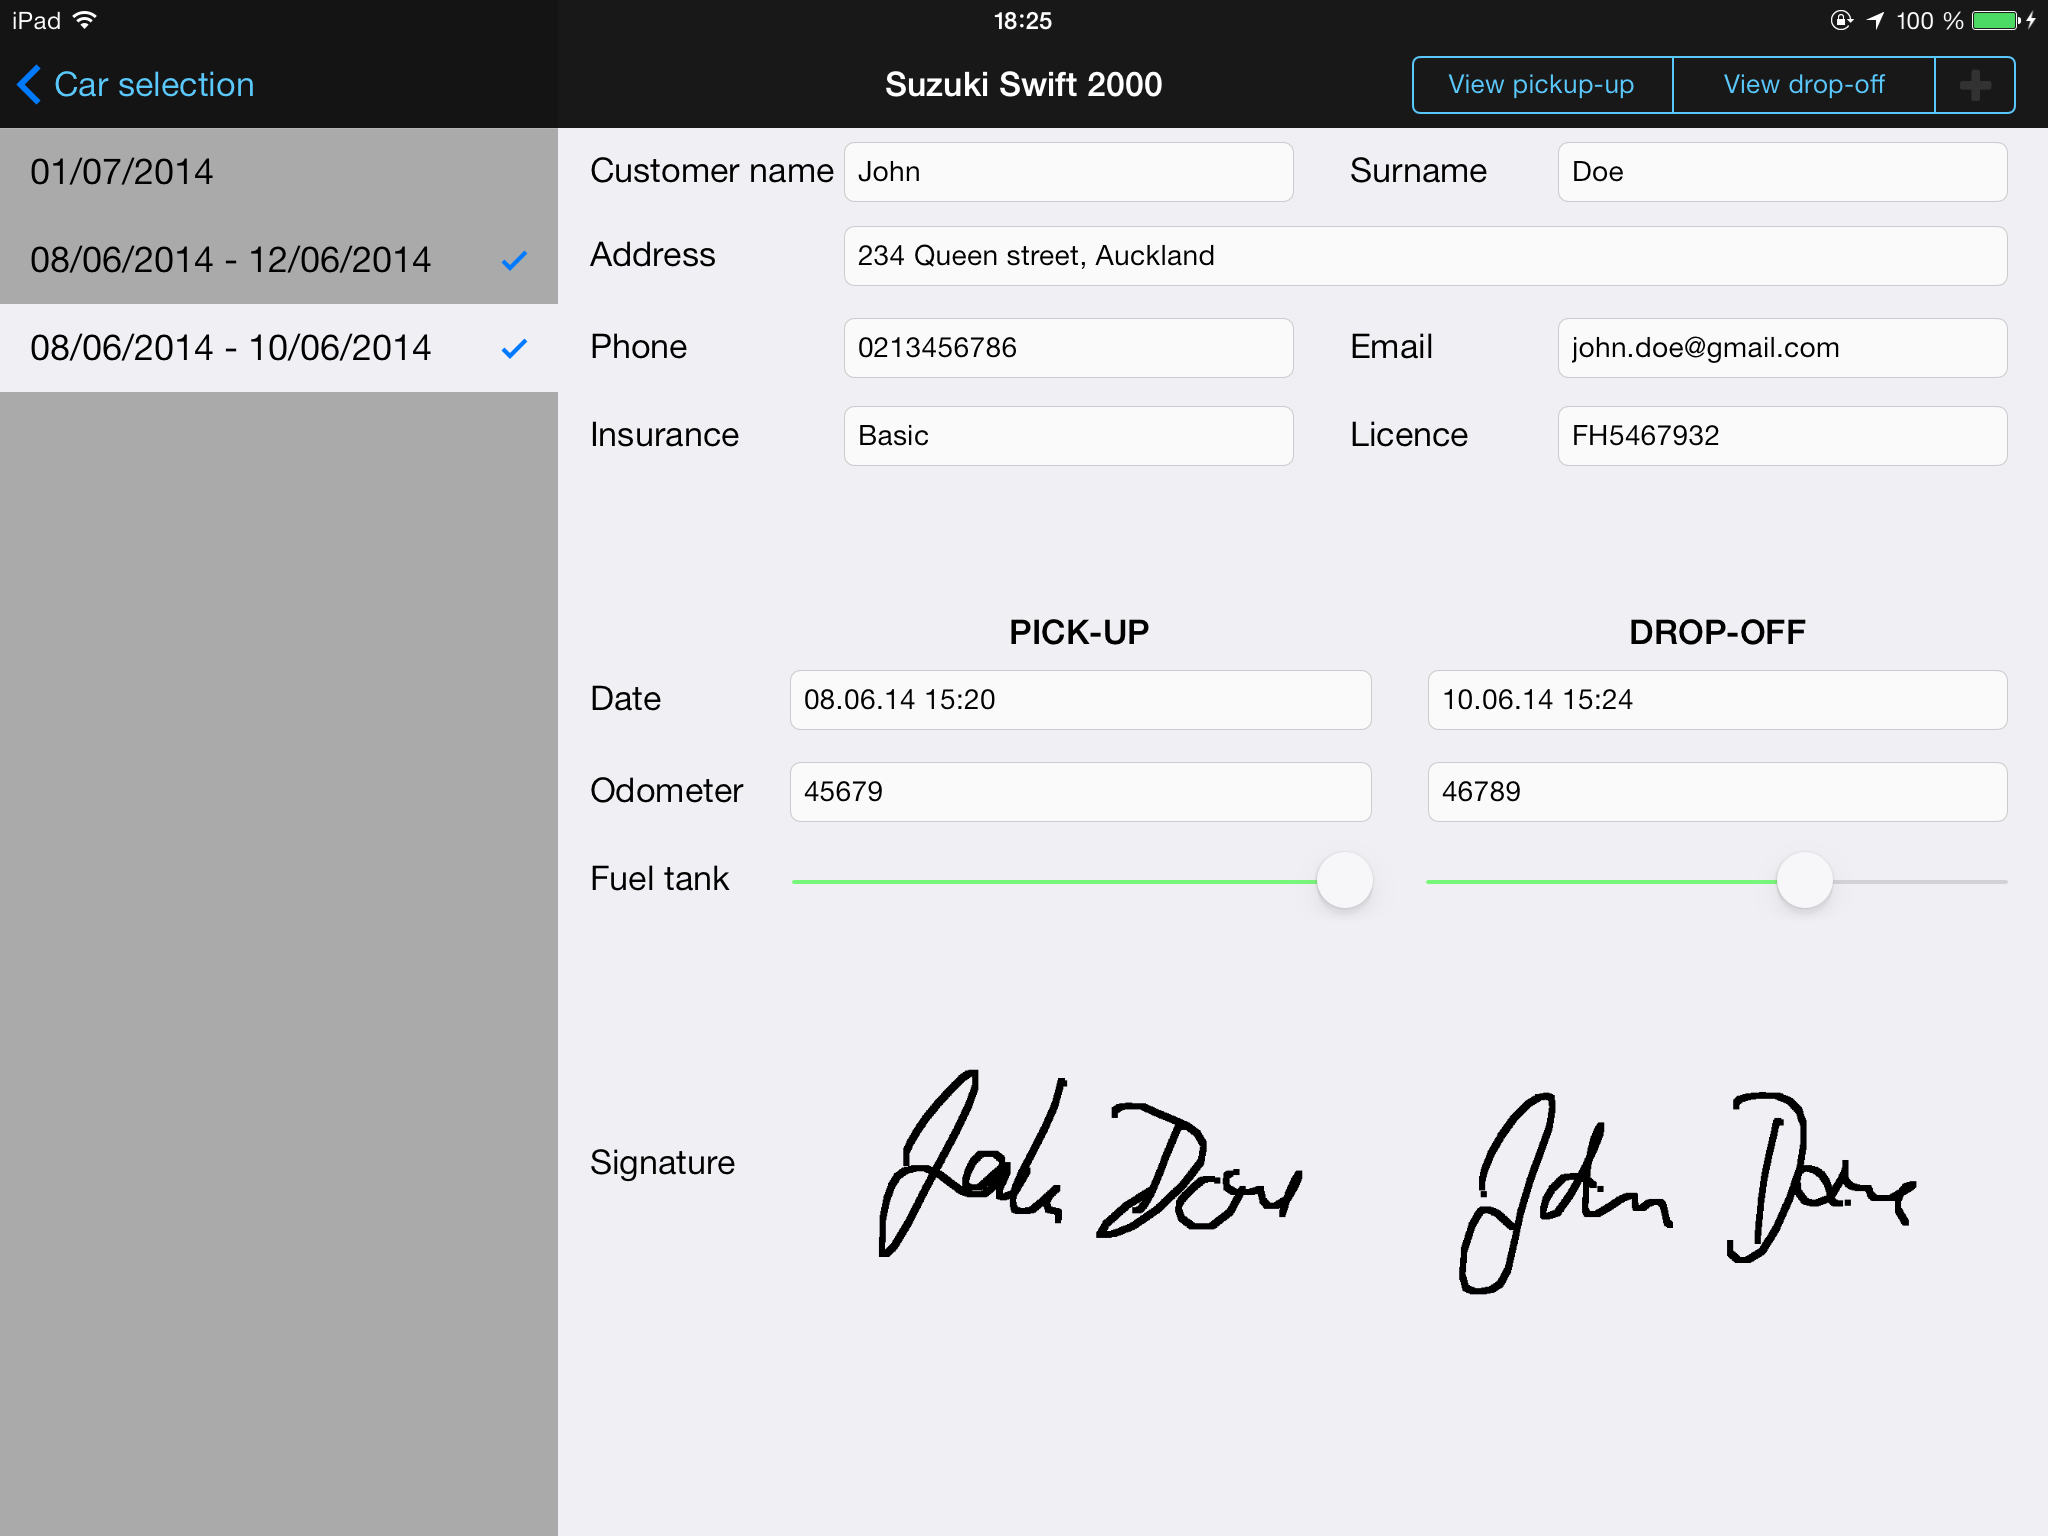 iPad 18:25 100 %
Car selection Suzuki Swift 2000 View pickup-up View drop-off
01/07/2014
08/06/2014 - 12/06/2014
08/06/2014 - 10/06/2014
Customer name John Surname Doe
Address 234 Queen street, Auckland
Phone 0213456786 Email john.doe@gmail.com
Insurance Basic Licence FH5467932
PICK-UP DROP-OFF
Date 08.06.14 15:20 10.06.14 15:24
Odometer 45679 46789
Fuel tank
Signature John Doe John Doe